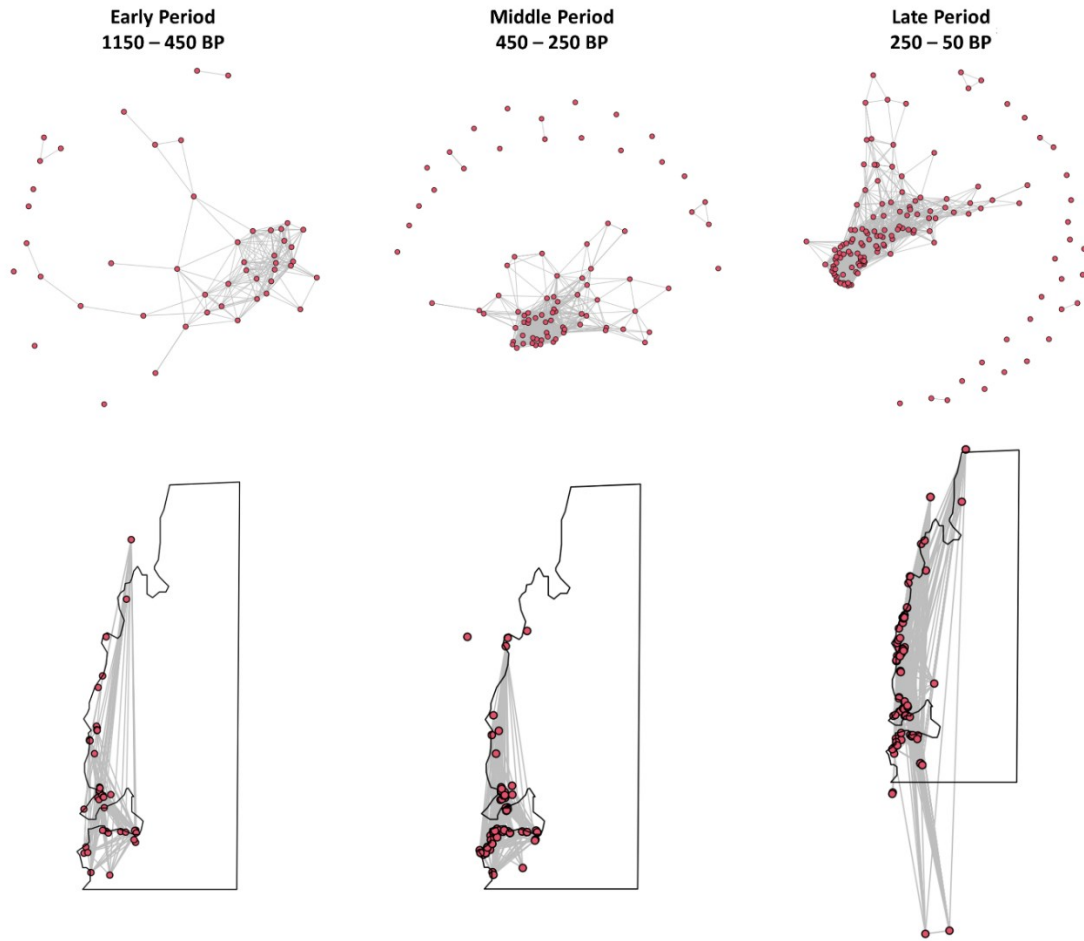 Early Period
1150 – 450 BP
Middle Period
450 – 250 BP
Late Period
250 – 50 BP